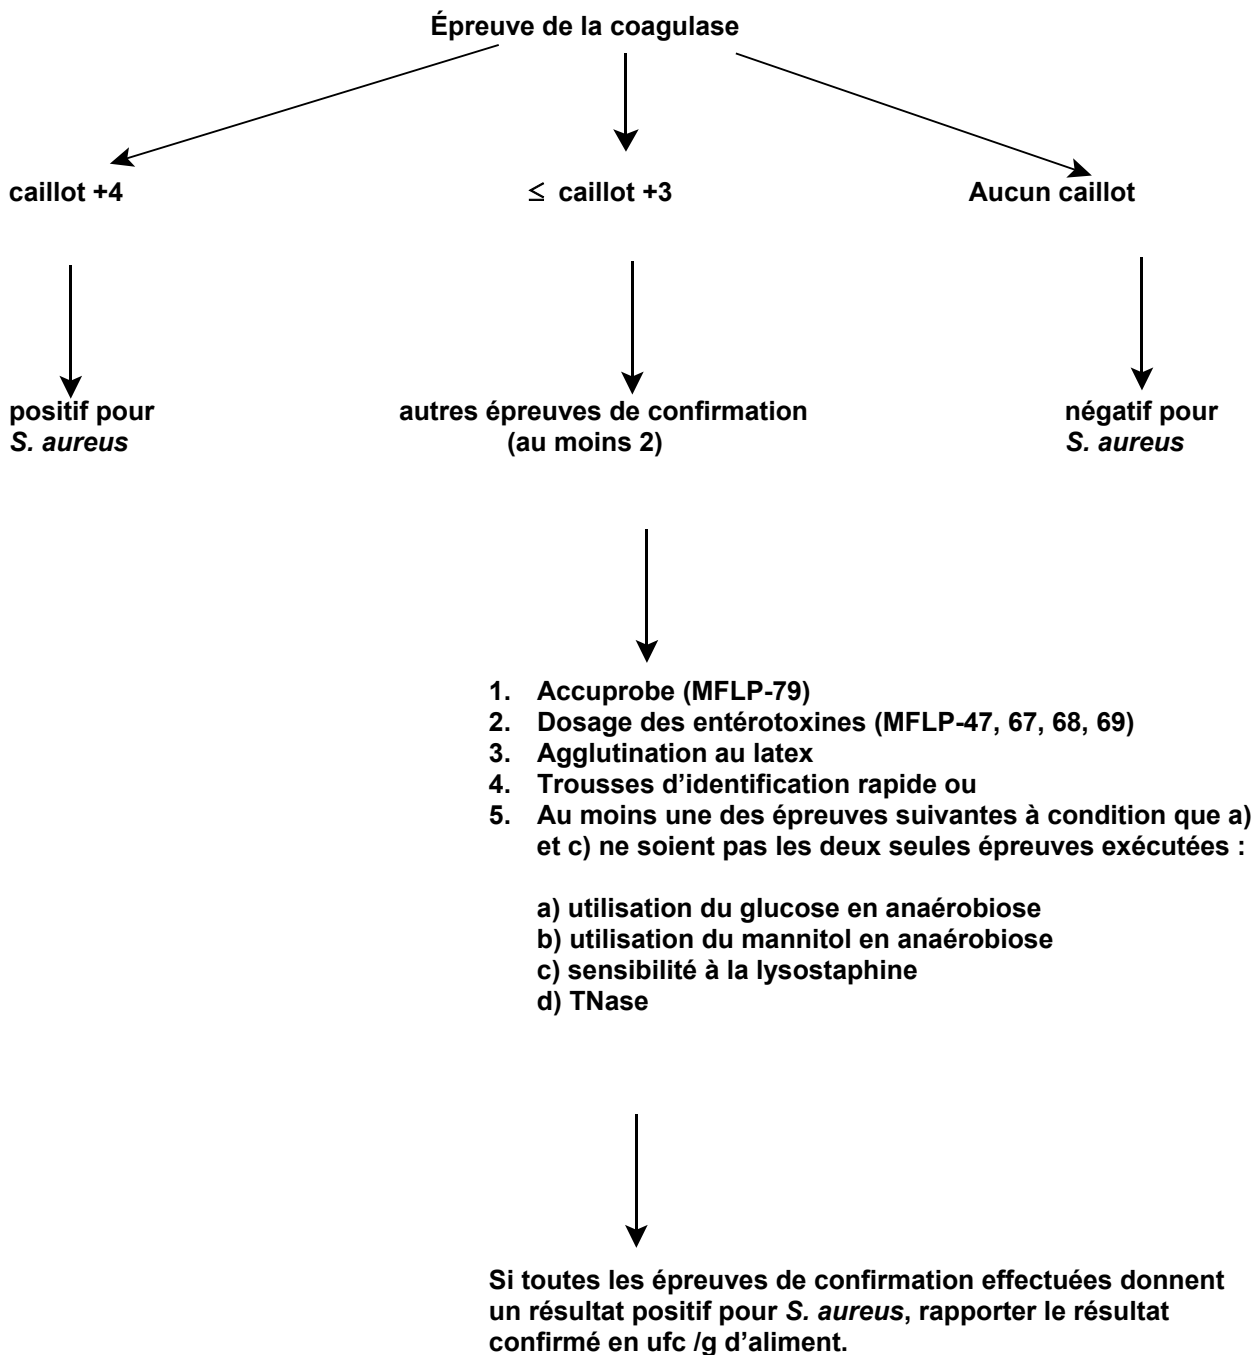 Épreuve de la coagulase
caillot +4
≤ caillot +3
Aucun caillot
positif pour
S. aureus
autres épreuves de confirmation
(au moins 2)
négatif pour
S. aureus
1. Accuprobe (MFLP-79)
2. Dosage des entérotoxines (MFLP-47, 67, 68, 69)
3. Agglutination au latex
4. Trousses d'identification rapide ou
5. Au moins une des épreuves suivantes à condition que a)
et c) ne soient pas les deux seules épreuves exécutées :
a) utilisation du glucose en anaérobiose
b) utilisation du mannitol en anaérobiose
c) sensibilité à la lysostaphine
d) TNase
Si toutes les épreuves de confirmation effectuées donnent
un résultat positif pour S. aureus, rapporter le résultat
confirmé en ufc /g d'aliment.